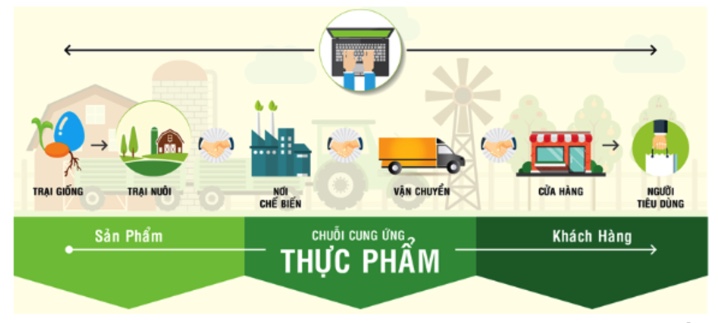 TRẠI GIỐNG
TRẠI NUÔI
NƠI
CHẾ BIẾN
VẬN CHUYỂN
CỬA HÀNG
NGƯỜI
TIÊU DÙNG
Sản Phẩm
CHUỖI CUNG ỨNG
THỰC PHẨM
Khách Hàng